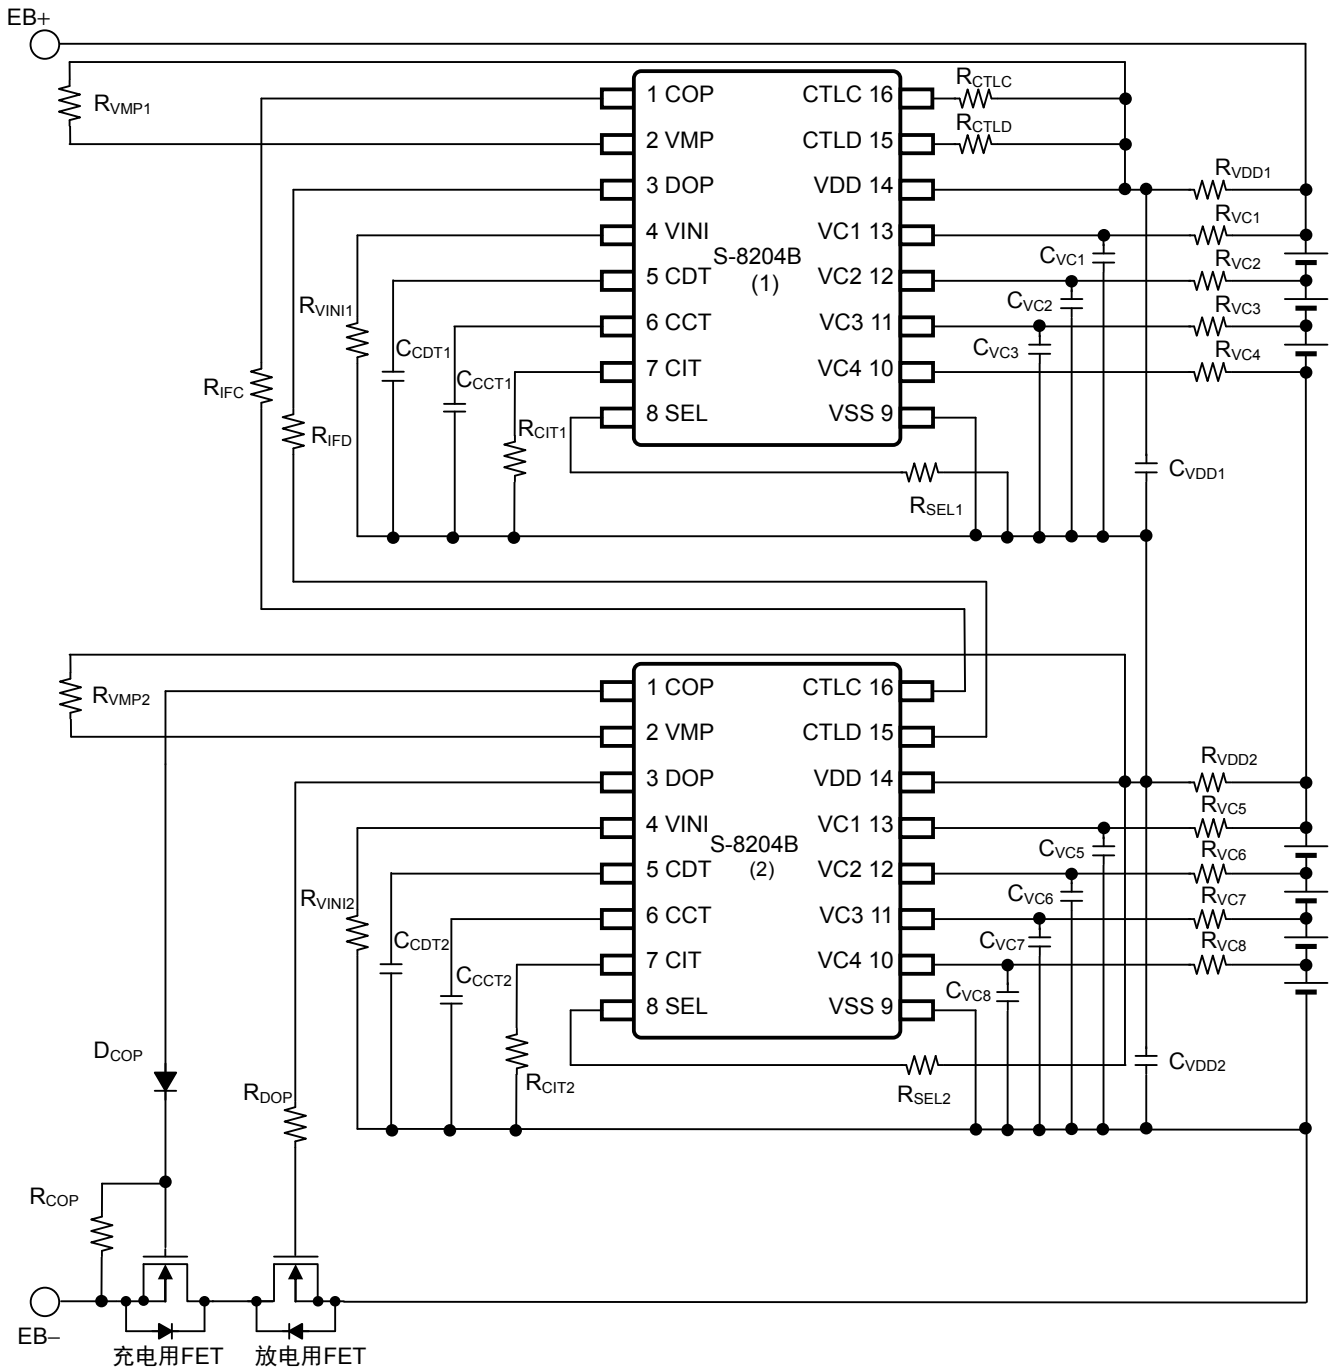 EB+
RVMP1
1 COP
2 VMP
3 DOP
4 VINI
5 CDT
6 CCT
7 CIT
8 SEL
S-8204B
(1)
CTLC 16
CTLD 15
VDD 14
VC1 13
VC2 12
VC3 11
VC4 10
VSS 9
RCTLC
RCTLD
RVDD1
RVC1
RVC2
RVC3
RVC4
CVC1
CVC2
CVC3
RVINI1
CCDT1
CCCT1
RCIT1
RIFC
RIFD
RSEL1
CVDD1
RVMP2
1 COP
2 VMP
3 DOP
4 VINI
5 CDT
6 CCT
7 CIT
8 SEL
S-8204B
(2)
CTLC 16
CTLD 15
VDD 14
VC1 13
VC2 12
VC3 11
VC4 10
VSS 9
RVDD2
RVC5
RVC6
RVC7
RVC8
CVC5
CVC6
CVC7
CVC8
RVINI2
CCDT2
CCCT2
RCIT2
RSEL2
CVDD2
DCOP
RDOP
RCOP
EB−
充电用FET
放电用FET